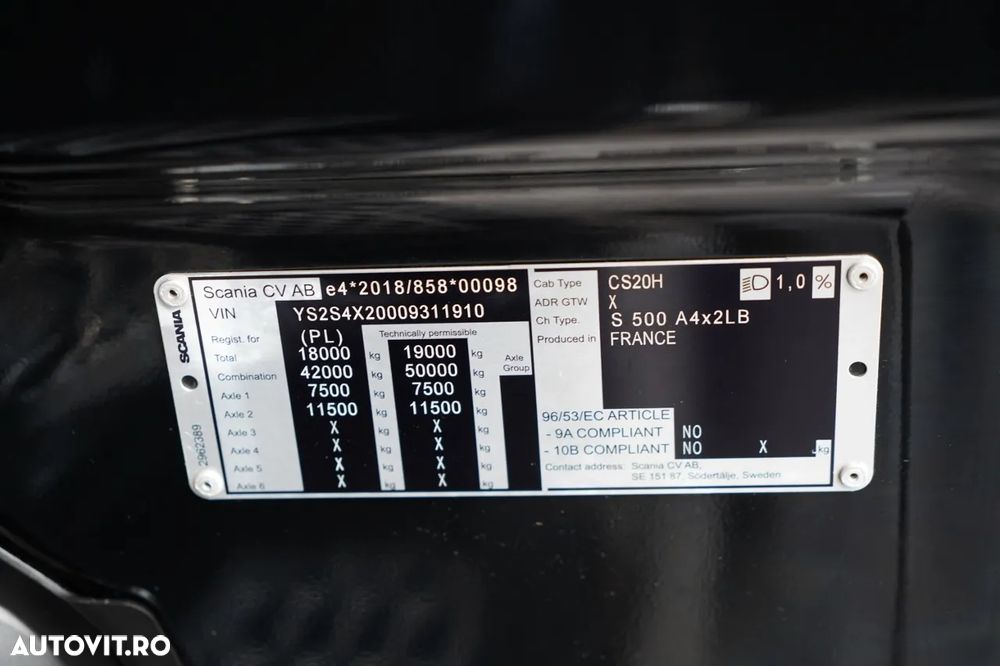 Scania CV AB e4*2018/858*00098
VIN YS2S4X20009311910
Regist. for (PL) Technically permissible
Total 18000 kg 19000 kg Axle Group
Combination 42000 kg 50000 kg
Axle 1 7500 kg 7500 kg
Axle 2 11500 kg 11500 kg
Axle 3 X kg X kg
Axle 4 X kg X kg
Axle 5 X kg X kg
Axle 6 X kg X kg
Cab Type CS20H 1,0 %
ADR GTW X
Ch Type. S 500 A4x2LB
Produced in FRANCE
96/53/EC ARTICLE
- 9A COMPLIANT NO
- 10B COMPLIANT NO X kg
Contact address: Scania CV AB,
SE 151 87, Södertälje, Sweden
SCANIA
2962389
AUTOVIT.RO